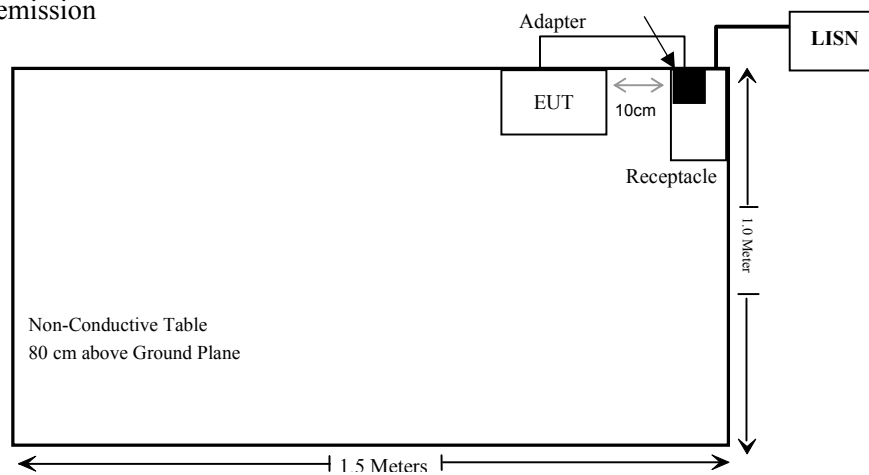 emission
Adapter
LISN
EUT
10cm
Receptacle
1.0 Meter
Non-Conductive Table
80 cm above Ground Plane
1.5 Meters